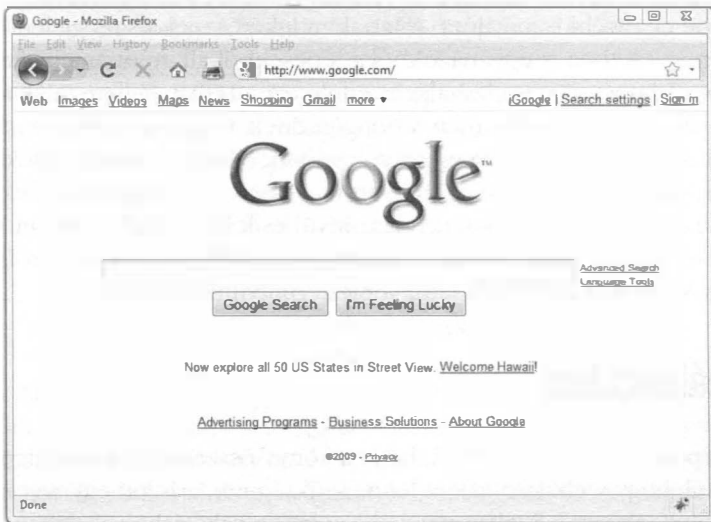 Google - Mozilla Firefox
File Edit View History Bookmarks Tools Help
http://www.google.com/
Web Images Videos Maps News Shopping Gmail more ▼ iGoogle | Search settings | Sign in
Google™
Advanced Search
Language Tools
Google Search I'm Feeling Lucky
Now explore all 50 US States in Street View. Welcome Hawaii!
Advertising Programs - Business Solutions - About Google
©2009 - Privacy
Done